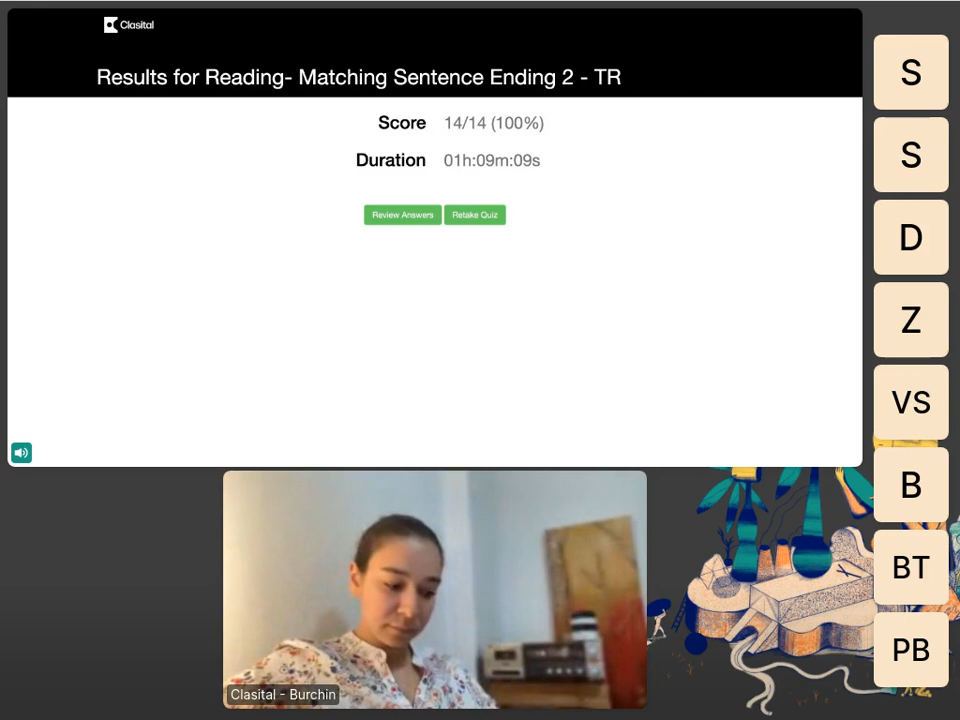 Clasital
Results for Reading- Matching Sentence Ending 2 - TR
Score 14/14 (100%)
Duration 01h:09m:09s
Review Answers Retake Quiz
S
S
D
Z
VS
B
BT
PB
Clasital - Burchin